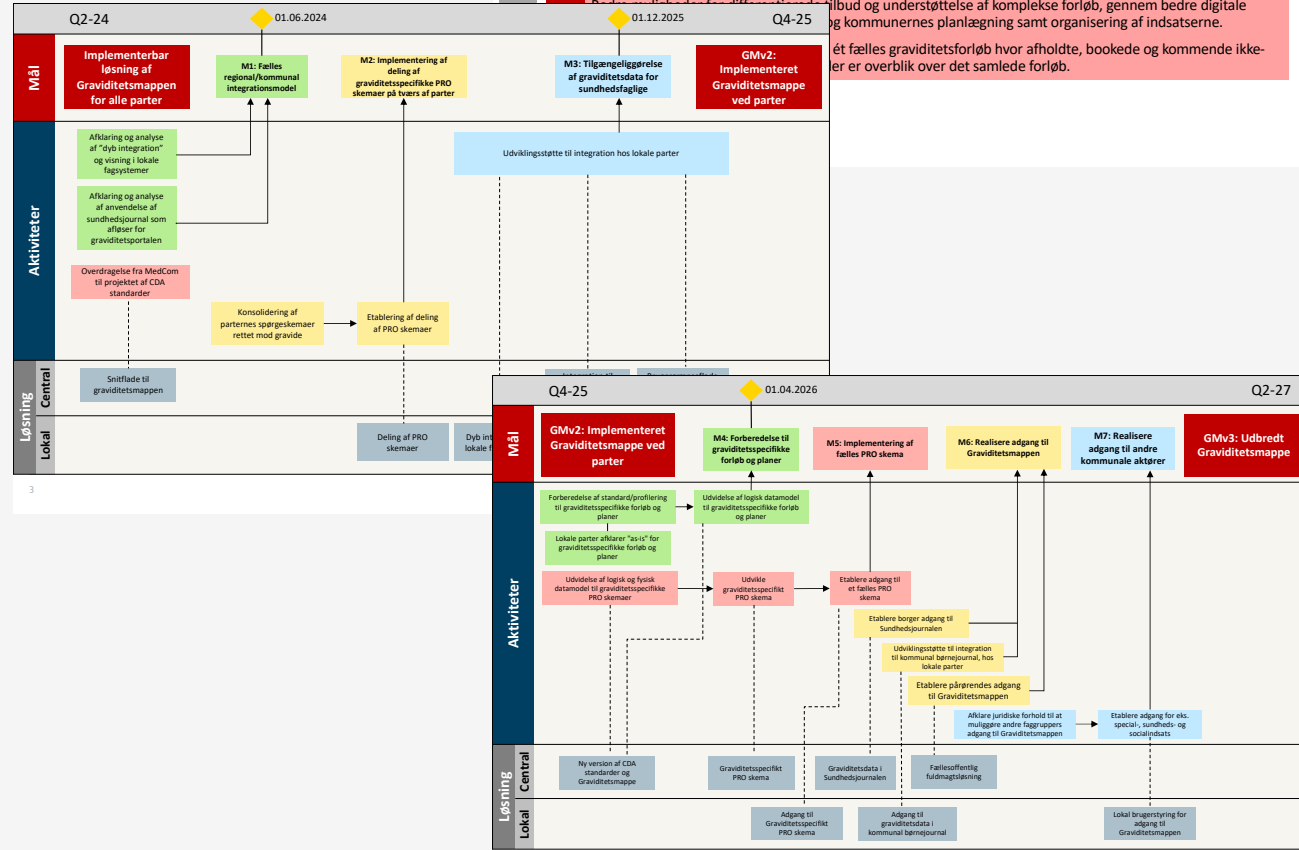 Q2-24
01.06.2024
01.12.2025
Q4-25
tilbud og understøttelse af komplekse forløb, gennem bedre digitale
og kommunernes planlægning samt organisering af indsatserne.
ét fælles graviditetsforløb hvor afholdte, bookede og kommende ikke-
er er overblik over det samlede forløb.
Mål
Implementerbar
løsning af
Graviditetsmappen
for alle parter
M1: Fælles
regional/kommunal
integrationsmodel
M2: Implementering af
deling af
graviditetsspecifikke PRO
skemaer på tværs af parter
M3: Tilgængeliggørelse
af graviditetsdata for
sundhedsfaglige
GMv2:
Implementeret
Graviditetsmappe
ved parter
Aktiviteter
Afklaring og analyse
af "dyb integration"
og visning i lokale
fagsystemer
Udviklingsstøtte til integration hos lokale parter
Afklaring og analyse
af anvendelse af
sundhedsjournal som
afløser for
graviditetsportalen
Overdragelse fra MedCom
til projektet af CDA
standarder
Konsolidering af
parternes spørgeskemaer
rettet mod gravide
Etablering af deling
af PRO skemaer
Løsning
Central
Snitflade til
graviditetsmappen
Lokal
Deling af PRO
skemaer
Dyb int
lokale f
3
Q4-25
01.04.2026
Q2-27
Mål
GMv2: Implementeret
Graviditetsmappe ved
parter
M4: Forberedelse til
graviditetsspecifikke
forløb og planer
M5: Implementering af
fælles PRO skema
M6: Realisere adgang til
Graviditetsmappen
M7: Realisere
adgang til andre
kommunale aktører
GMv3: Udbredt
Graviditetsmappe
Aktiviteter
Forberedelse af standard/profilering
til graviditetsspecifikke forløb og
planer
Udvidelse af logisk datamodel
til graviditetsspecifikke forløb
og planer
Lokale parter afklarer "as-is" for
graviditetsspecifikke forløb og
planer
Udvidelse af logisk og fysisk
datamodel til graviditetsspecifikke
PRO skemaer
Udvikle
graviditetsspecifikt
PRO skema
Etablere adgang til
et fælles PRO
skema
Etablere borger adgang til
Sundhedsjournalen
Udviklingsstøtte til integration
til kommunal børnejournal, hos
lokale parter
Etablere pårørendes adgang
til Graviditetsmappen
Afklare juridiske forhold til at
muliggøre andre faggruppers
adgang til Graviditetsmappen
Etablere adgang for eks.
special-, sundheds- og
socialindsats
Løsning
Central
Ny version af CDA
standarder og
Graviditetsmappe
Graviditetsspecifikt
PRO skema
Graviditetsdata i
Sundhedsjournalen
Fællesoffentlig
fuldmagtsløsning
Lokal
Adgang til
Graviditetsspecifikt
PRO skema
Adgang til
graviditetsdata i
kommunal børnejournal
Lokal brugerstyring for
adgang til
Graviditetsmappen